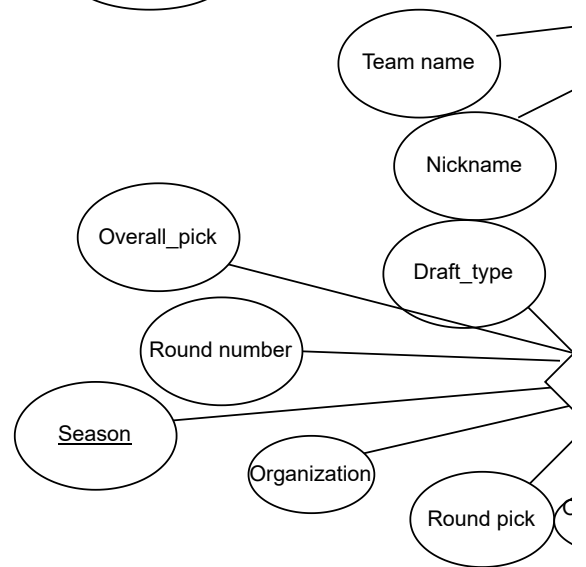 Team name
Nickname
Overall_pick
Draft_type
Round number
Season
Organization
Round pick